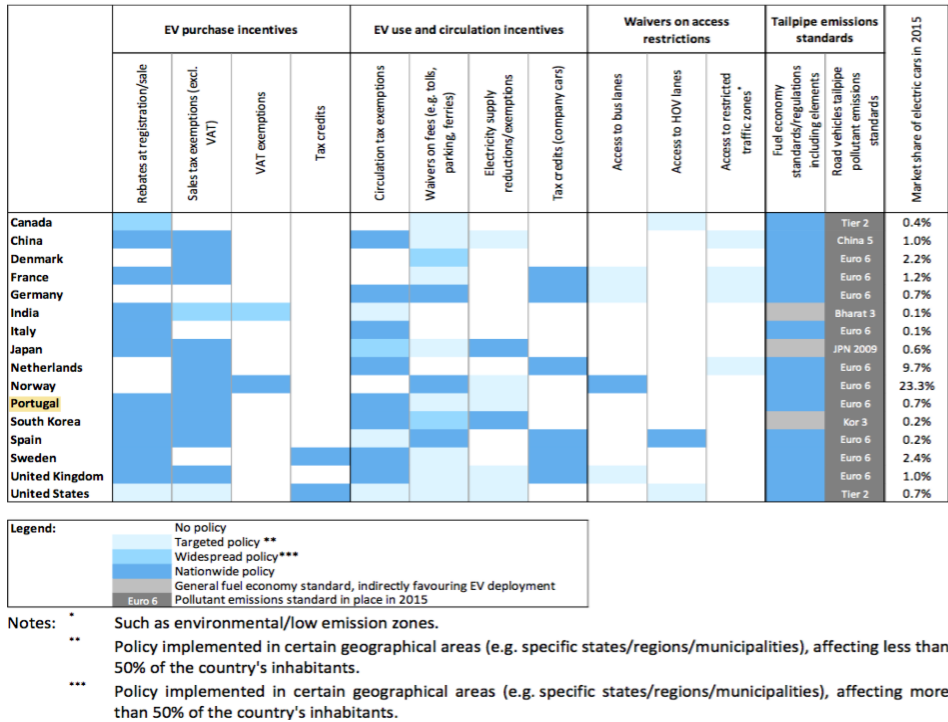 EV purchase incentives
EV use and circulation incentives
Waivers on access
restrictions
Tailpipe emissions
standards
Rebates at registration/sale
Sales tax exemptions (excl.
VAT)
VAT exemptions
Tax credits
Circulation tax exemptions
Waivers on fees (e.g. tolls,
parking, ferries)
Electricity supply
reductions/exemptions
Tax credits (company cars)
Access to bus lanes
Access to HOV lanes
Access to restricted
traffic zones*
Fuel economy
standards/regulations
including elements
Road vehicles tailpipe
pollutant emissions
standards
Market share of electric cars in 2015
Canada Tier 2 0.4%
China China 5 1.0%
Denmark Euro 6 2.2%
France Euro 6 1.2%
Germany Euro 6 0.7%
India Bharat 3 0.1%
Italy Euro 6 0.1%
Japan JPN 2009 0.6%
Netherlands Euro 6 9.7%
Norway Euro 6 23.3%
Portugal Euro 6 0.7%
South Korea Kor 3 0.2%
Spain Euro 6 0.2%
Sweden Euro 6 2.4%
United Kingdom Euro 6 1.0%
United States Tier 2 0.7%
Legend: No policy
Targeted policy **
Widespread policy***
Nationwide policy
General fuel economy standard, indirectly favouring EV deployment
Euro 6 Pollutant emissions standard in place in 2015
Notes: * Such as environmental/low emission zones.
** Policy implemented in certain geographical areas (e.g. specific states/regions/municipalities), affecting less than
50% of the country's inhabitants.
*** Policy implemented in certain geographical areas (e.g. specific states/regions/municipalities), affecting more
than 50% of the country's inhabitants.